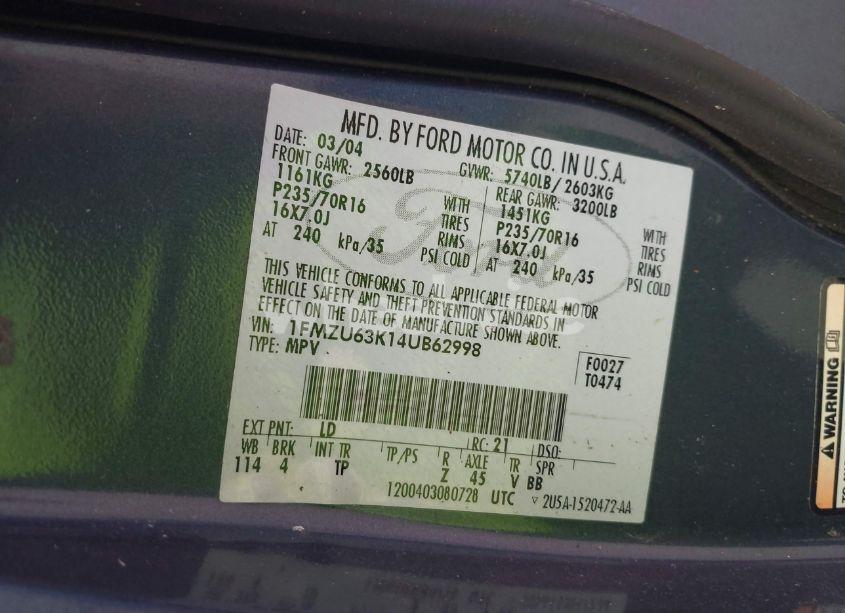 MFD. BY FORD MOTOR CO. IN U.S.A.
DATE: 03/04 GVWR: 5740LB/ 2603KG
FRONT GAWR: 2560LB REAR GAWR: 3200LB
1161KG WITH 1451KG WITH
P235/70R16 TIRES P235/70R16 TIRES
16X7.0J RIMS 16X7.0J RIMS
AT 240 kPa/35 PSI COLD AT 240 kPa/35 PSI COLD
THIS VEHICLE CONFORMS TO ALL APPLICABLE FEDERAL MOTOR
VEHICLE SAFETY AND THEFT PREVENTION STANDARDS IN
EFFECT ON THE DATE OF MANUFACTURE SHOWN ABOVE.
VIN: 1FMZU63K14UB62998
TYPE: MPV
F0027
T0474
EXT PNT: LD RC: 21 DSO:
WB BRK INT TR TP/PS R AXLE TR SPR
114 4 TP Z 45 V BB
1200403080728 UTC ▽ 2U5A-1520472-AA
Ford
WARNING